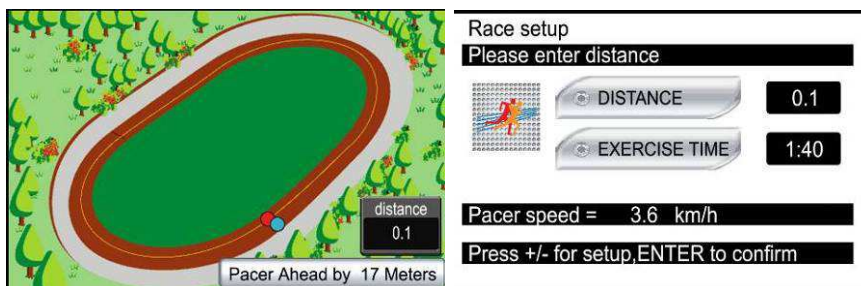 distance
0.1
Pacer Ahead by 17 Meters
Race setup
Please enter distance
DISTANCE 0.1
EXERCISE TIME 1:40
Pacer speed = 3.6 km/h
Press +/- for setup,ENTER to confirm